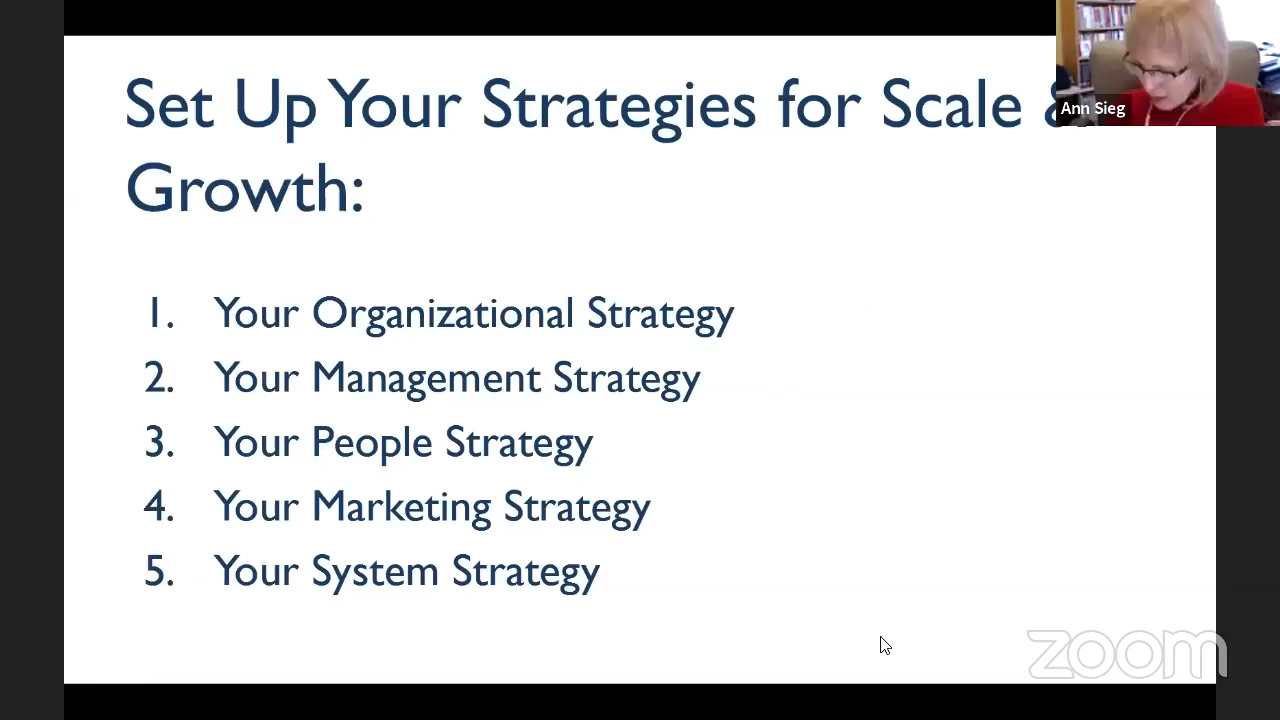 Set Up Your Strategies for Scale &
Growth:
Ann Sieg
1. Your Organizational Strategy
2. Your Management Strategy
3. Your People Strategy
4. Your Marketing Strategy
5. Your System Strategy
zoom